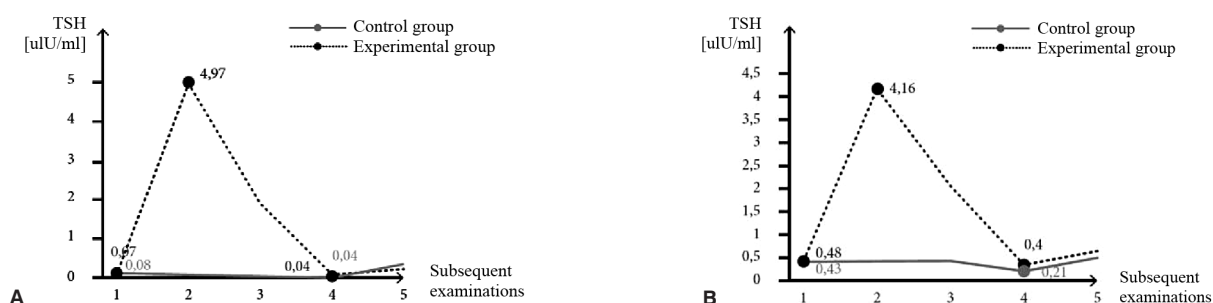 TSH
[uIU/ml]
Control group
Experimental group
5
4
3
2
1
0
4,97
0,07
0,08
0,04
0,04
1 2 3 4 5
Subsequent
examinations
A
TSH
[uIU/ml]
Control group
Experimental group
4,5
4
3,5
3
2,5
2
1,5
1
0,5
0
4,16
0,48
0,43
0,4
0,21
1 2 3 4 5
Subsequent
examinations
B